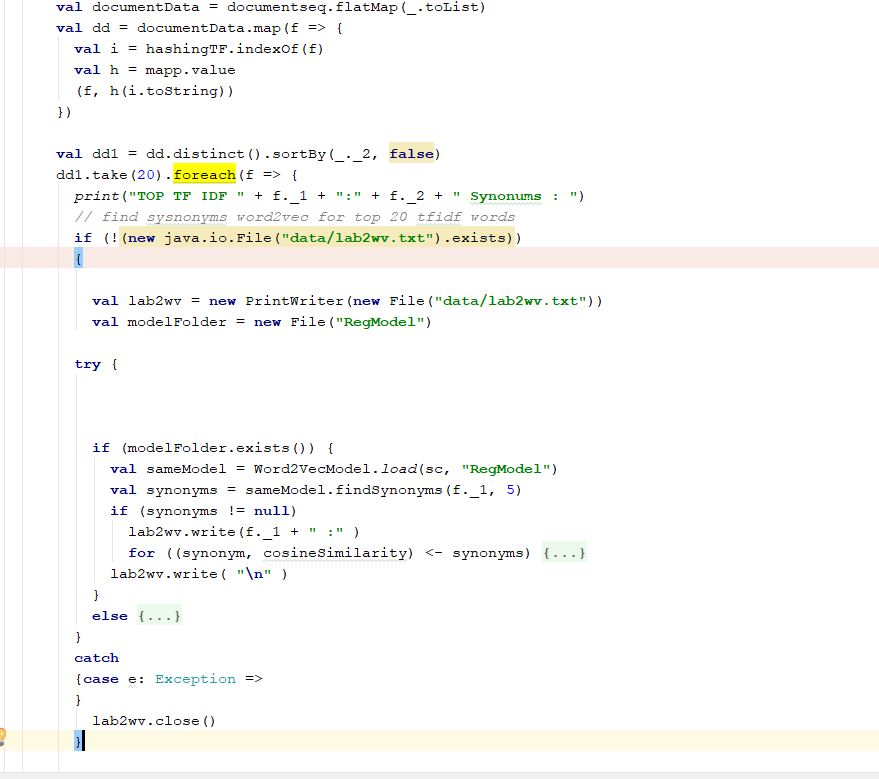 val documentData = documentseq.flatMap(_.toList)
val dd = documentData.map(f => {
val i = hashingTF.indexOf(f)
val h = mapp.value
(f, h(i.toString))
})
val dd1 = dd.distinct().sortBy(_._2, false)
dd1.take(20).foreach(f => {
print("TOP TF IDF " + f._1 + ":" + f._2 + " Synonums : ")
// find sysnonyms word2vec for top 20 tfidf words
if (!(new java.io.File("data/lab2wv.txt").exists))
{
val lab2wv = new PrintWriter(new File("data/lab2wv.txt"))
val modelFolder = new File("RegModel")
try {
if (modelFolder.exists()) {
val sameModel = Word2VecModel.load(sc, "RegModel")
val synonyms = sameModel.findSynonyms(f._1, 5)
if (synonyms != null)
lab2wv.write(f._1 + " :" )
for ((synonym, cosineSimilarity) <- synonyms) {...}
lab2wv.write( "\n" )
}
else {...}
}
catch
{case e: Exception =>
}
lab2wv.close()
}